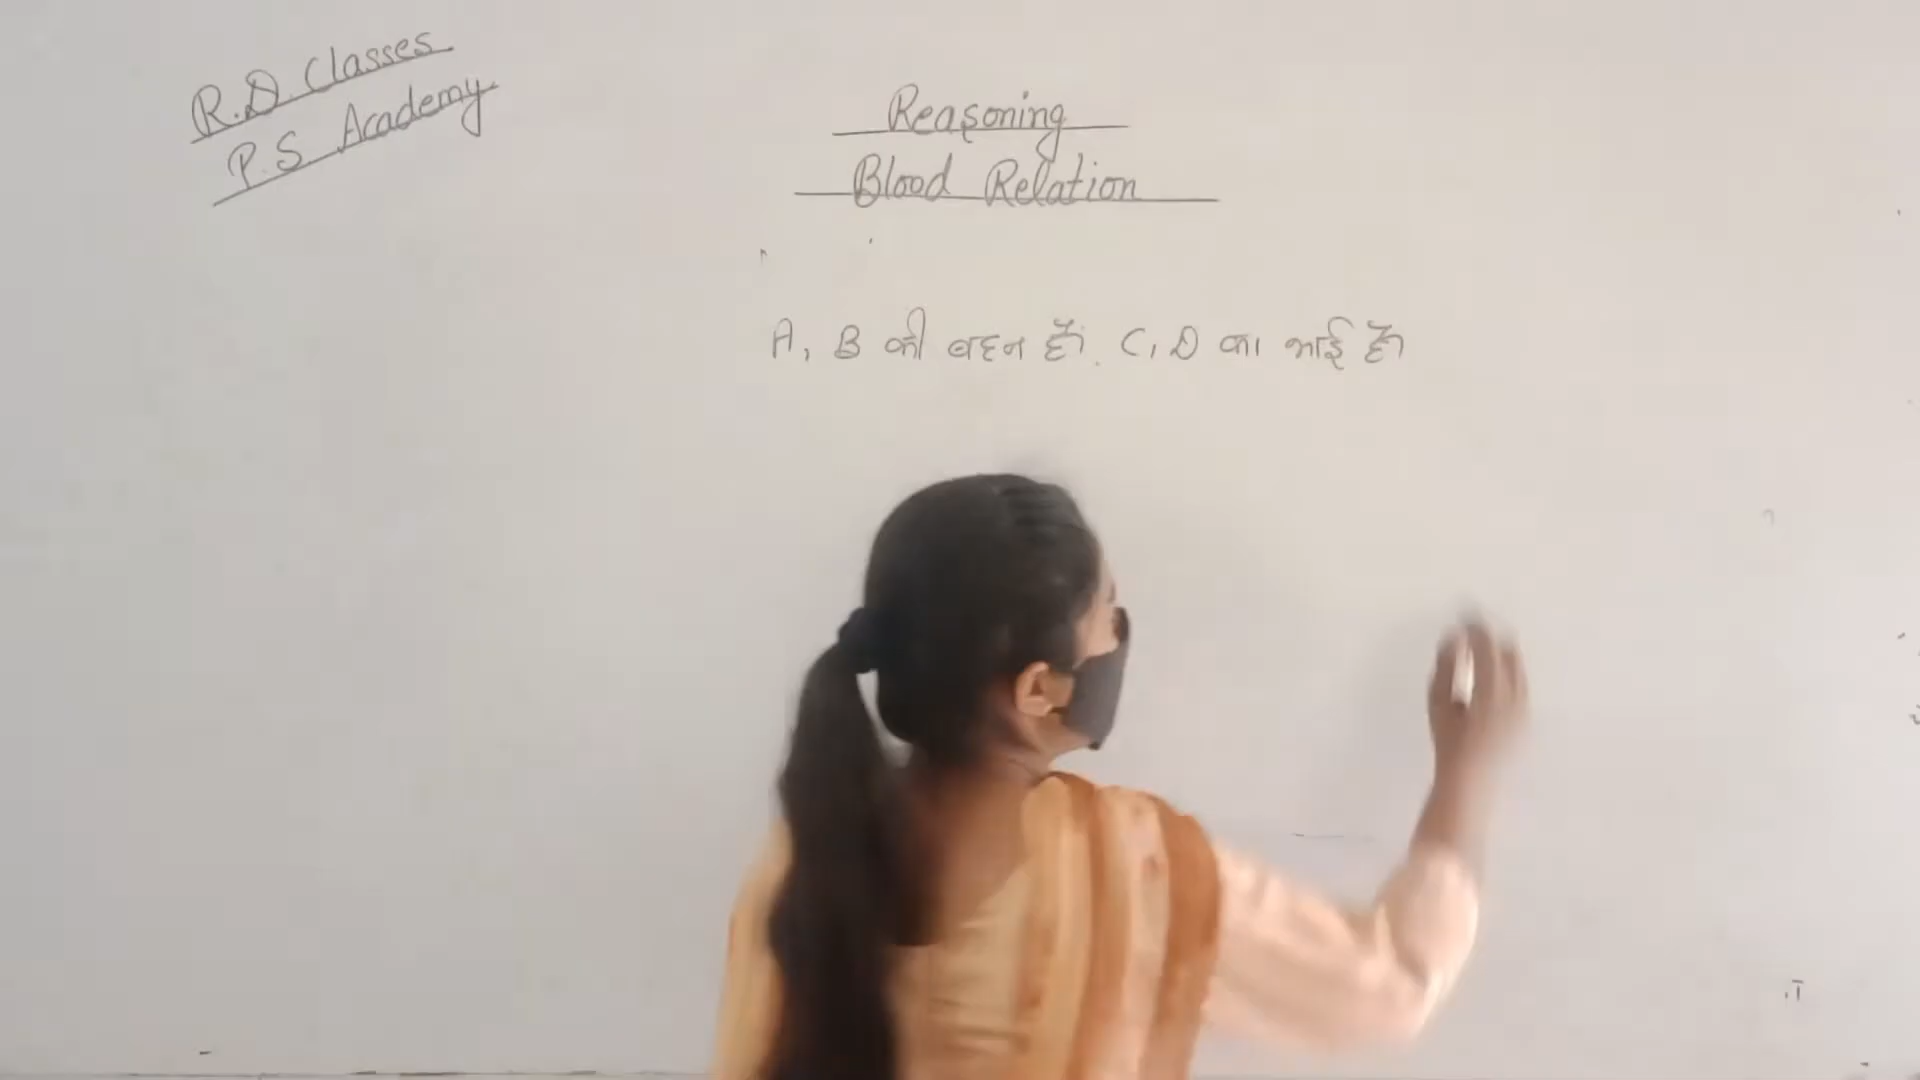 R.D. Classes
P.S Academy
Reasoning
Blood Relation
A, B की बहन हैं. C, D का भाई हैं